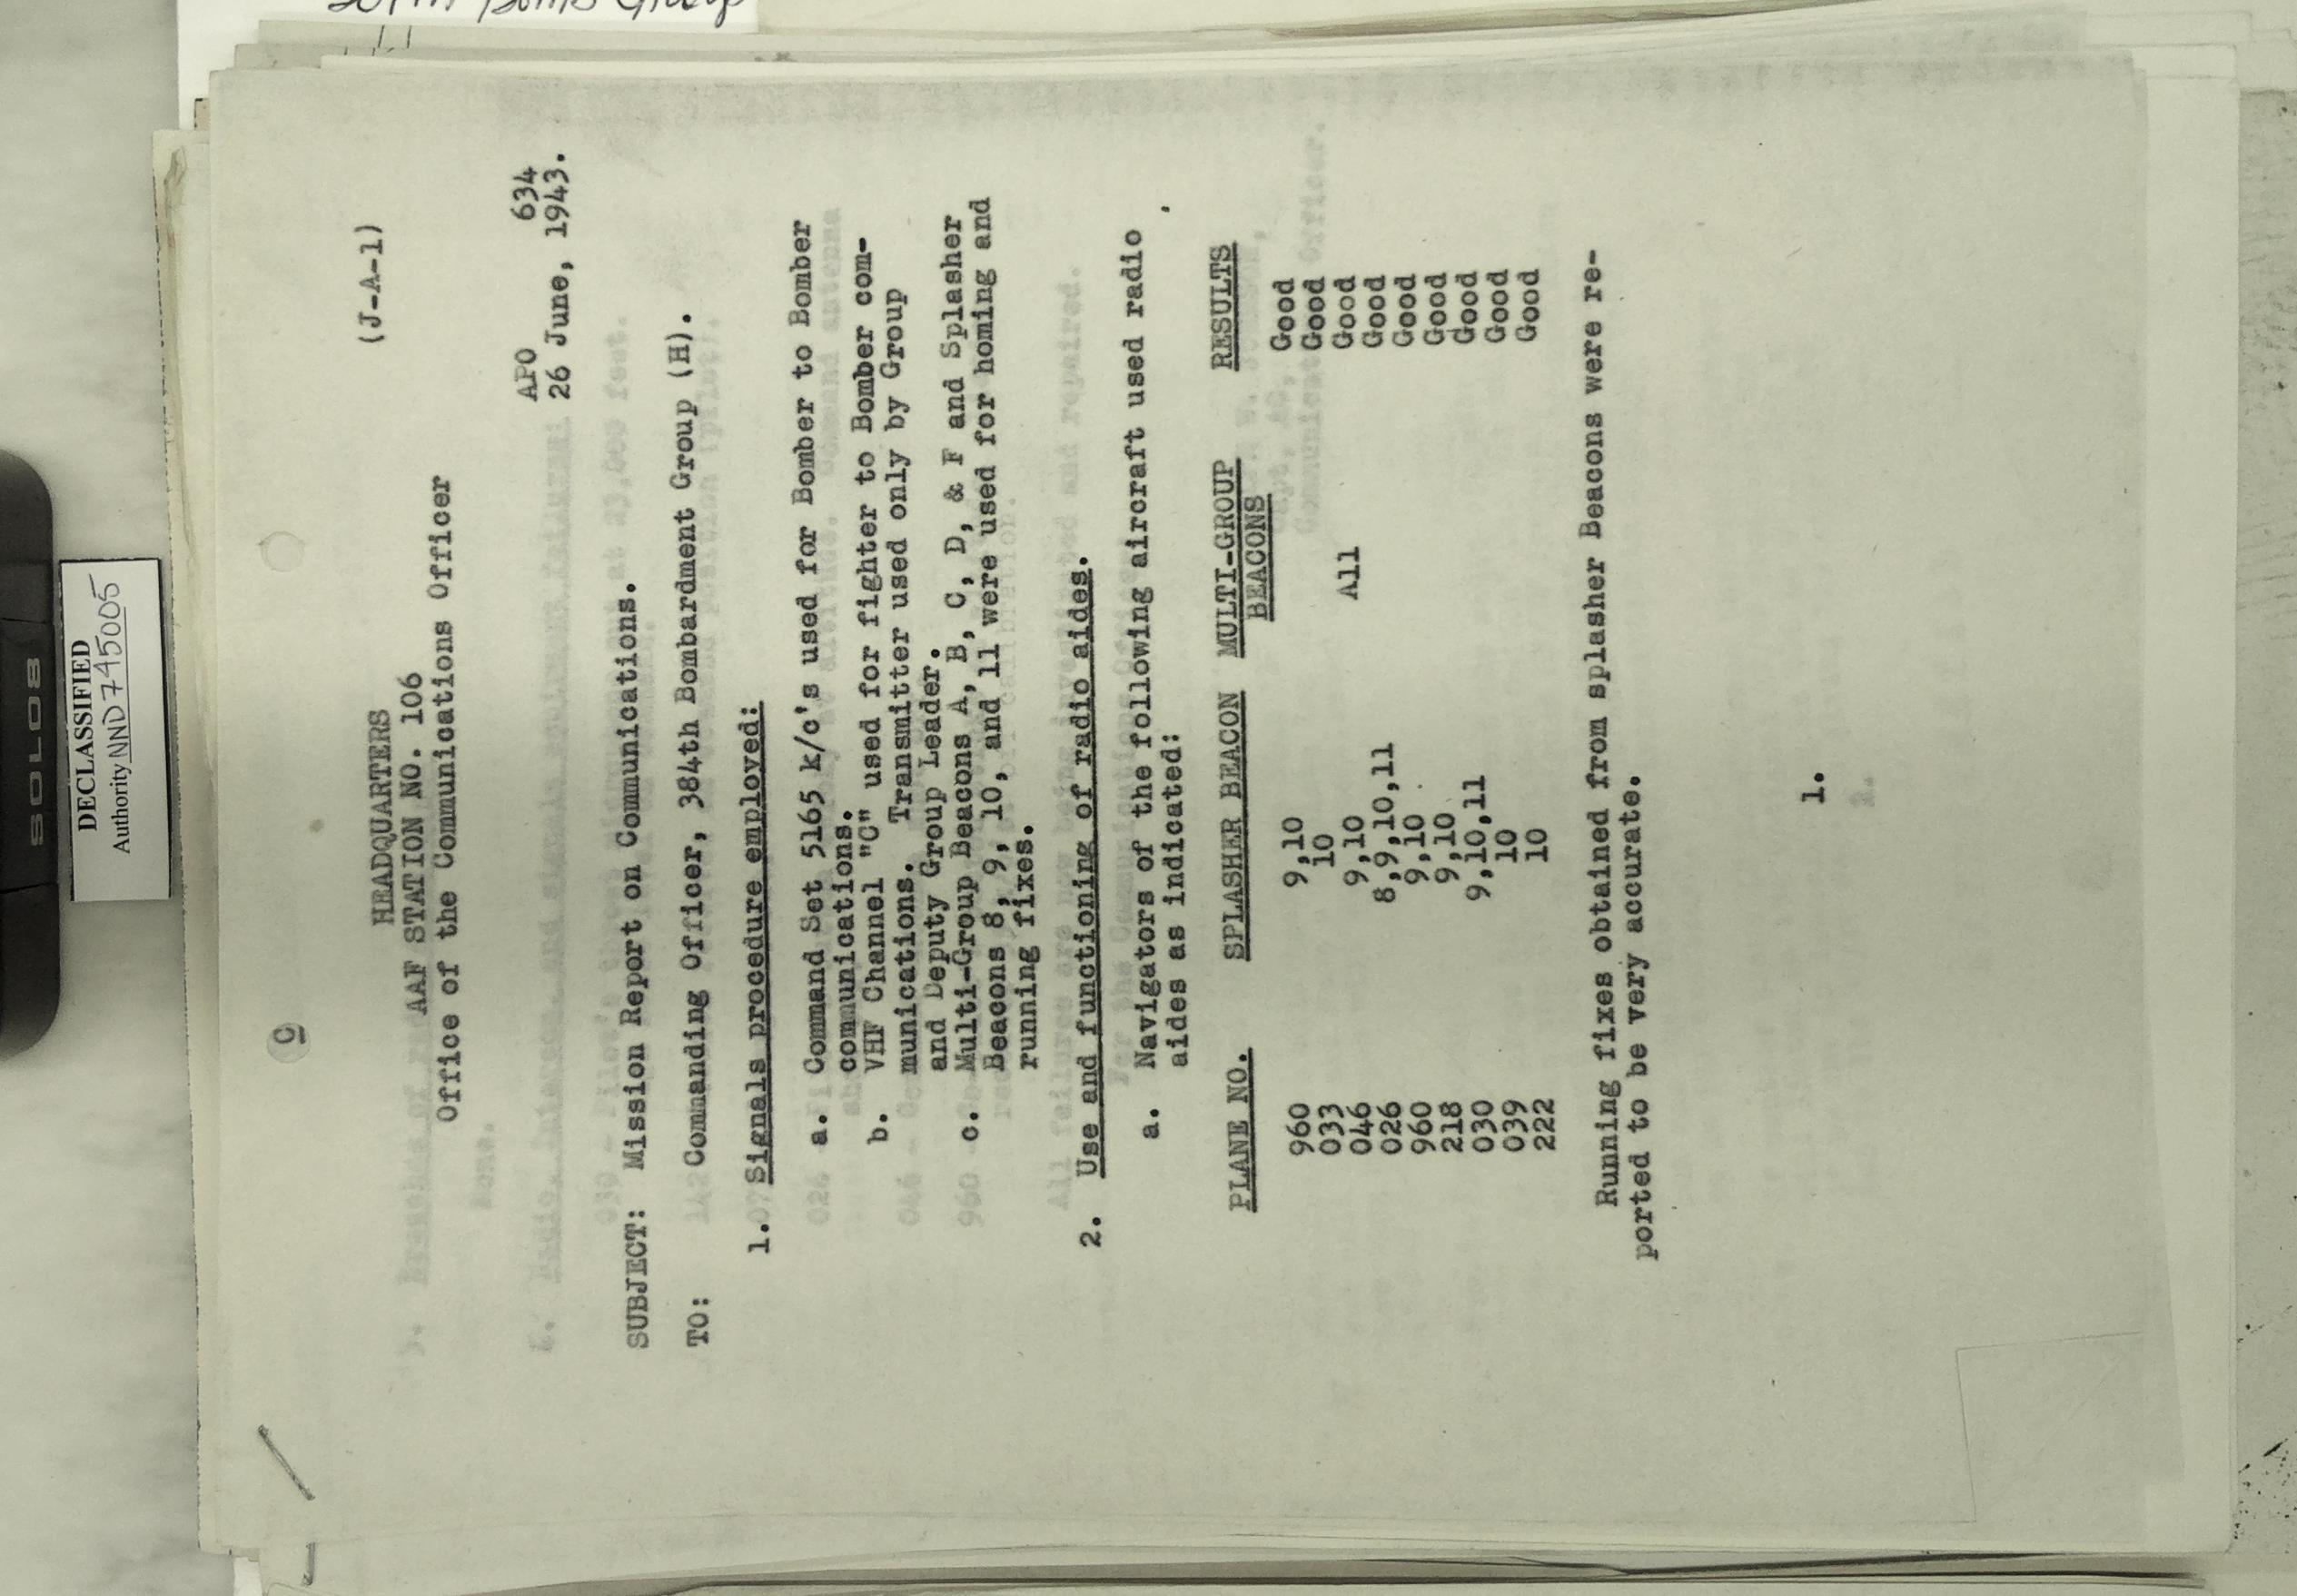 SOLO8
DECLASSIFIED
Authority NND 745005
C
(J-A-1)
HEADQUARTERS
AAF STATION NO. 106
Office of the Communications Officer
APO 634
26 June, 1943.
SUBJECT: Mission Report on Communications.
TO: Commanding Officer, 384th Bombardment Group (H).
1. Signals procedure employed:
a. Command Set 5165 k/c's used for Bomber to Bomber
communications.
b. VHF Channel "C" used for fighter to Bomber com-
munications. Transmitter used only by Group
and Deputy Group Leader.
c. Multi-Group Beacons A, B, C, D, & F and Splasher
Beacons 8, 9, 10, and 11 were used for homing and
running fixes.
2. Use and functioning of radio aides.
a. Navigators of the following aircraft used radio
aides as indicated:
PLANE NO. SPLASHER BEACON MULTI-GROUP RESULTS
BEACONS
960 9,10 Good
033 10 Good
046 9,10 All Good
026 8,9,10,11 Good
960 9,10 Good
218 9,10 Good
030 9,10,11 Good
039 10 Good
222 10 Good
Running fixes obtained from splasher Beacons were re-
ported to be very accurate.
1.